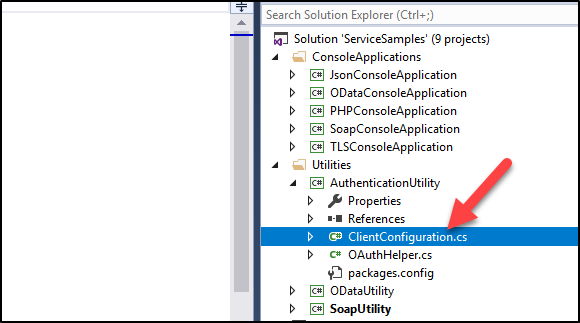 Search Solution Explorer (Ctrl+;)
Solution 'ServiceSamples' (9 projects)
ConsoleApplications
C# JsonConsoleApplication
C# ODataConsoleApplication
C# PHPConsoleApplication
C# SoapConsoleApplication
C# TLSConsoleApplication
Utilities
C# AuthenticationUtility
Properties
References
C# ClientConfiguration.cs
C# OAuthHelper.cs
packages.config
C# ODataUtility
C# SoapUtility